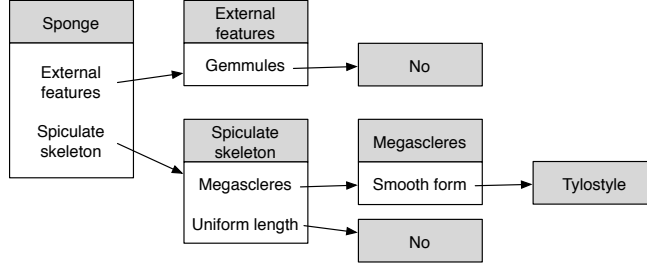 Sponge
External
features
Spiculate
skeleton
External
features
Gemmules
No
Spiculate
skeleton
Megascleres
Uniform length
Megascleres
Smooth form
No
Tylostyle